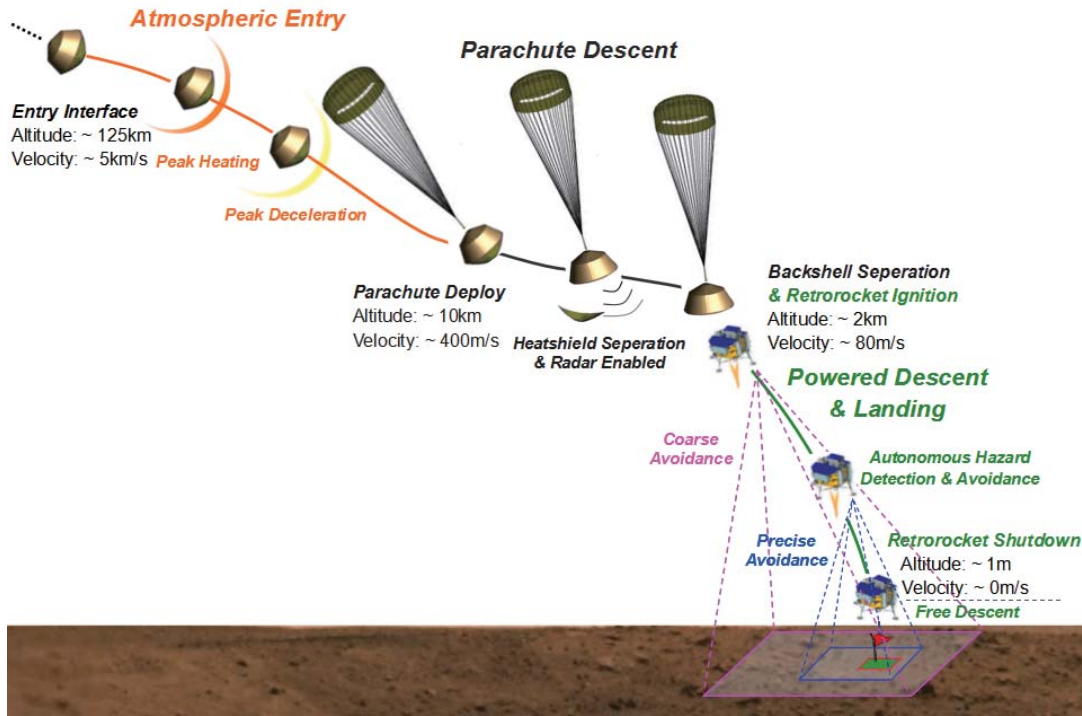 Atmospheric Entry
Parachute Descent
Entry Interface
Altitude: ~ 125km
Velocity: ~ 5km/s
Peak Heating
Peak Deceleration
Parachute Deploy
Altitude: ~ 10km
Velocity: ~ 400m/s
Heatshield Seperation
& Radar Enabled
Backshell Seperation
& Retrorocket Ignition
Altitude: ~ 2km
Velocity: ~ 80m/s
Powered Descent
& Landing
Coarse
Avoidance
Autonomous Hazard
Detection & Avoidance
Precise
Avoidance
Retrorocket Shutdown
Altitude: ~ 1m
Velocity: ~ 0m/s
Free Descent